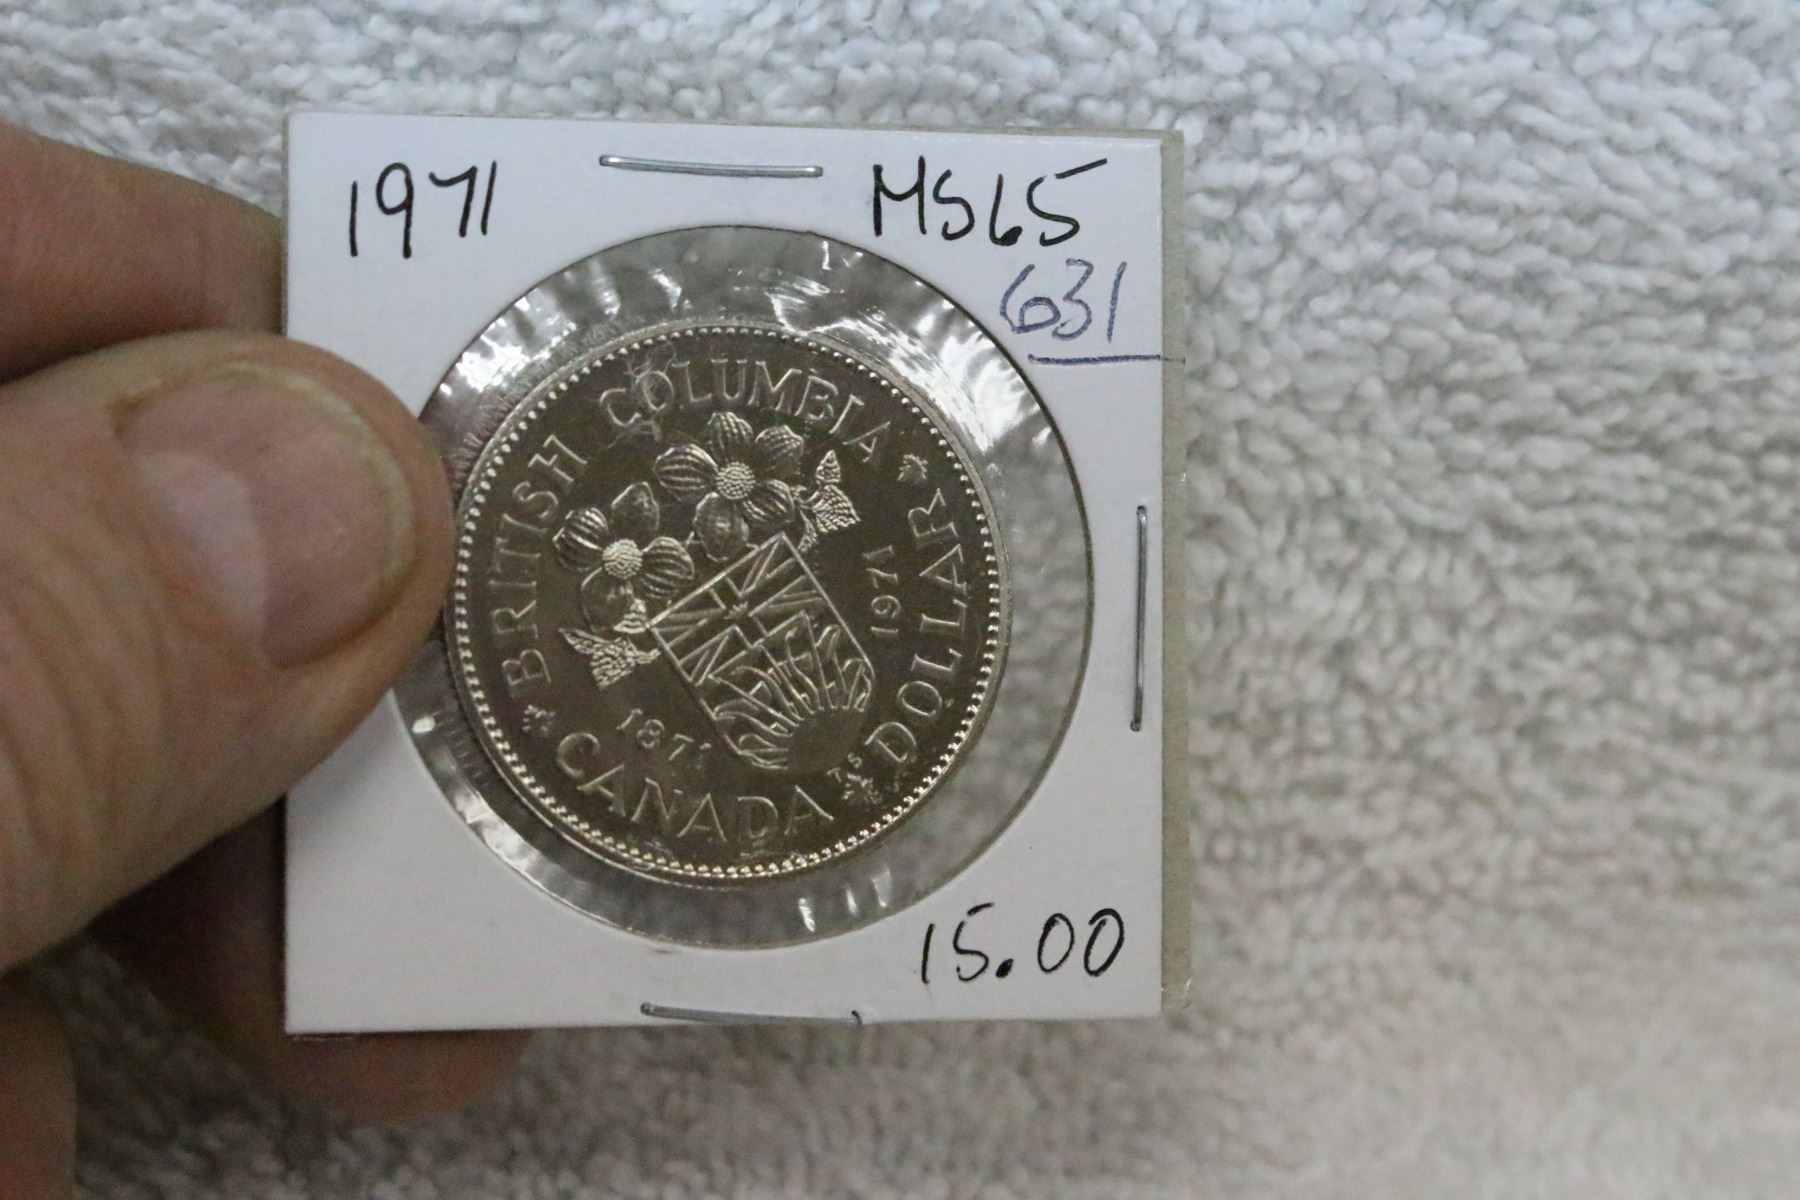 1971
MS65
631
BRITISH COLUMBIA
1871
1971
CANADA
DOLLAR
15.00